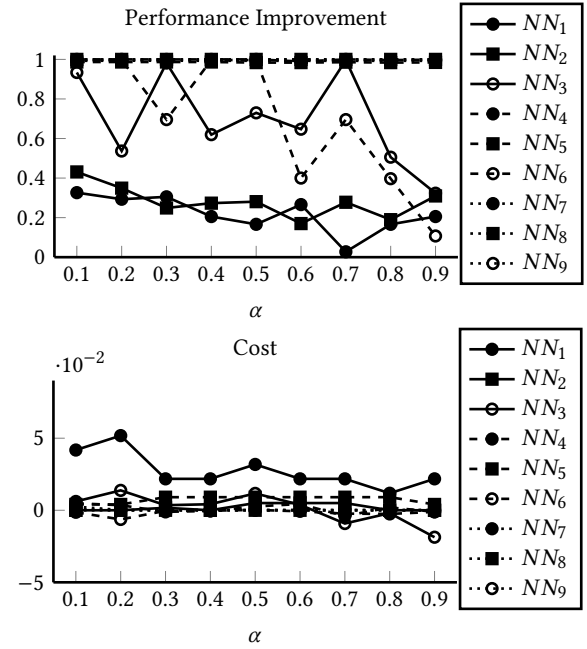 Performance Improvement
1
0.8
0.6
0.4
0.2
0
0.1 0.2 0.3 0.4 0.5 0.6 0.7 0.8 0.9
α
NN₁
NN₂
NN₃
NN₄
NN₅
NN₆
NN₇
NN₈
NN₉
Cost
·10⁻²
5
0
−5
0.1 0.2 0.3 0.4 0.5 0.6 0.7 0.8 0.9
α
NN₁
NN₂
NN₃
NN₄
NN₅
NN₆
NN₇
NN₈
NN₉